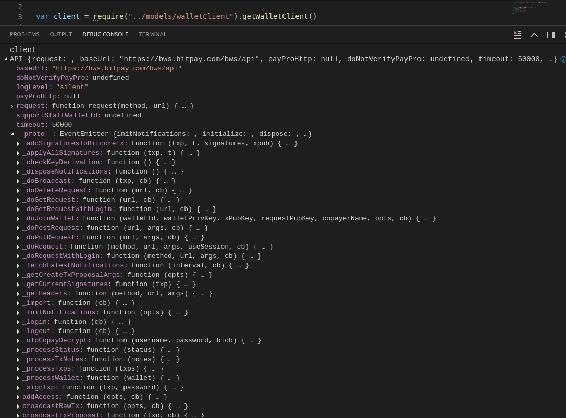 2
3 var client = require("../models/walletClient").getWalletClient()
PROBLEMS OUTPUT DEBUG CONSOLE TERMINAL
client
API {request: , baseUrl: "https://bws.bitpay.com/bws/api", payProHttp: null, doNotVerifyPayPro: undefined, timeout: 50000, …}
baseUrl: "https://bws.bitpay.com/bws/api"
doNotVerifyPayPro: undefined
logLevel: "silent"
payProHttp: null
request: function request(method, url) { … }
supportStaffWalletId: undefined
timeout: 50000
__proto__: EventEmitter {initNotifications: , initialize: , dispose: , …}
_addSignaturesToBitcoreTx: function (txp, t, signatures, xpub) { … }
_applyAllSignatures: function (txp, t) { … }
_checkKeyDerivation: function () { … }
_disposeNotifications: function () { … }
_doBroadcast: function (txp, cb) { … }
_doDeleteRequest: function (url, cb) { … }
_doGetRequest: function (url, cb) { … }
_doGetRequestWithLogin: function (url, cb) { … }
_doJoinWallet: function (walletId, walletPrivKey, xPubKey, requestPubKey, copayerName, opts, cb) { … }
_doPostRequest: function (url, args, cb) { … }
_doPutRequest: function (url, args, cb) { … }
_doRequest: function (method, url, args, useSession, cb) { … }
_doRequestWithLogin: function (method, url, args, cb) { … }
_fetchLatestNotifications: function (interval, cb) { … }
_getCreateTxProposalArgs: function (opts) { … }
_getCurrentSignatures: function (txp) { … }
_getHeaders: function (method, url, args) { … }
_import: function (cb) { … }
_initNotifications: function (opts) { … }
_login: function (cb) { … }
_logout: function (cb) { … }
_oldCopayDecrypt: function (username, password, blob) { … }
_processStatus: function (status) { … }
_processTxNotes: function (notes) { … }
_processTxps: function (txps) { … }
_processWallet: function (wallet) { … }
_signTxp: function (txp, password) { … }
addAccess: function (opts, cb) { … }
broadcastRawTx: function (opts, cb) { … }
broadcastTxProposal: function (txp, cb) { … }